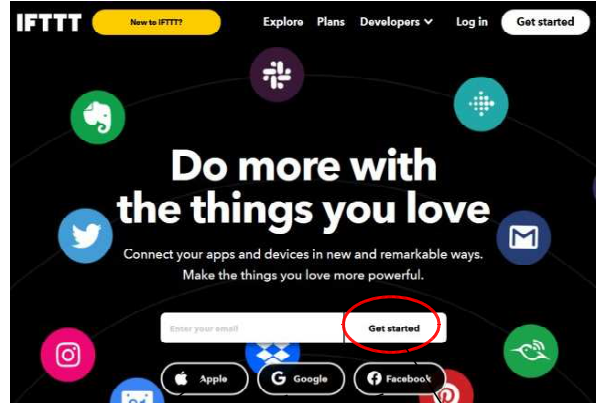 IFTTT New to IFTTT? Explore Plans Developers Log in Get started
Do more with
the things you love
Connect your apps and devices in new and remarkable ways.
Make the things you love more powerful.
Enter your email Get started
Apple Google Facebook